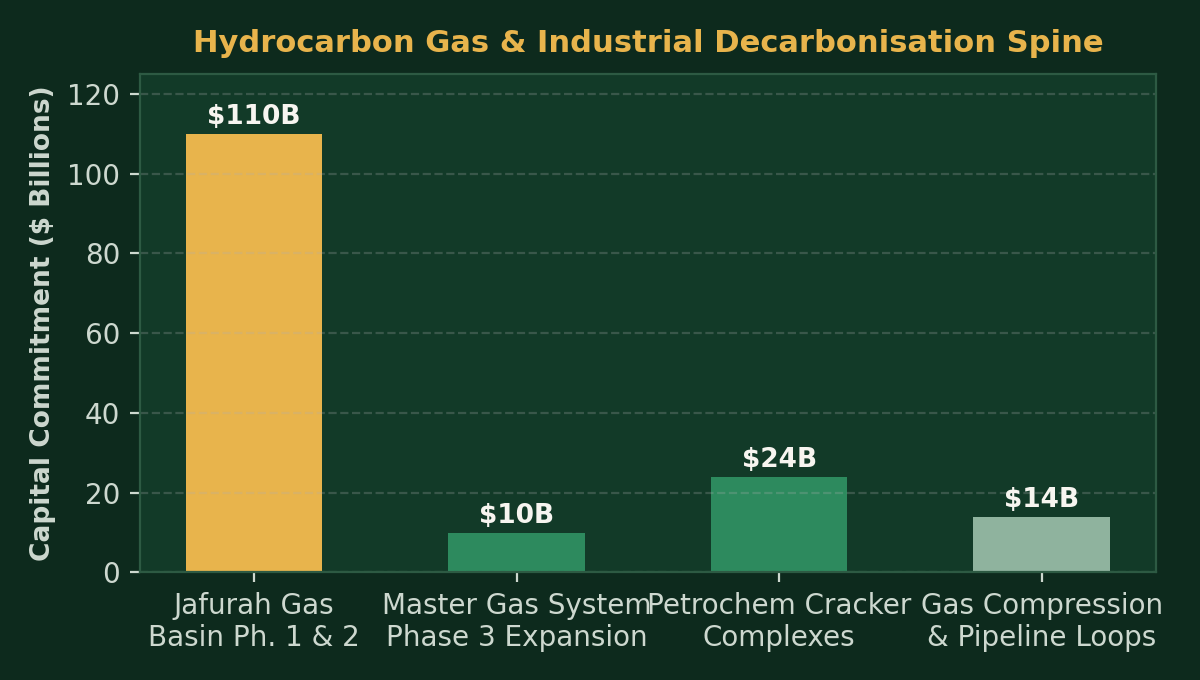 Hydrocarbon Gas & Industrial Decarbonisation Spine
Capital Commitment ($ Billions)
120
100
80
60
40
20
0
$110B
$10B
$24B
$14B
Jafurah Gas
Basin Ph. 1 & 2
Master Gas System
Phase 3 Expansion
Petrochem Cracker
Complexes
Gas Compression
& Pipeline Loops